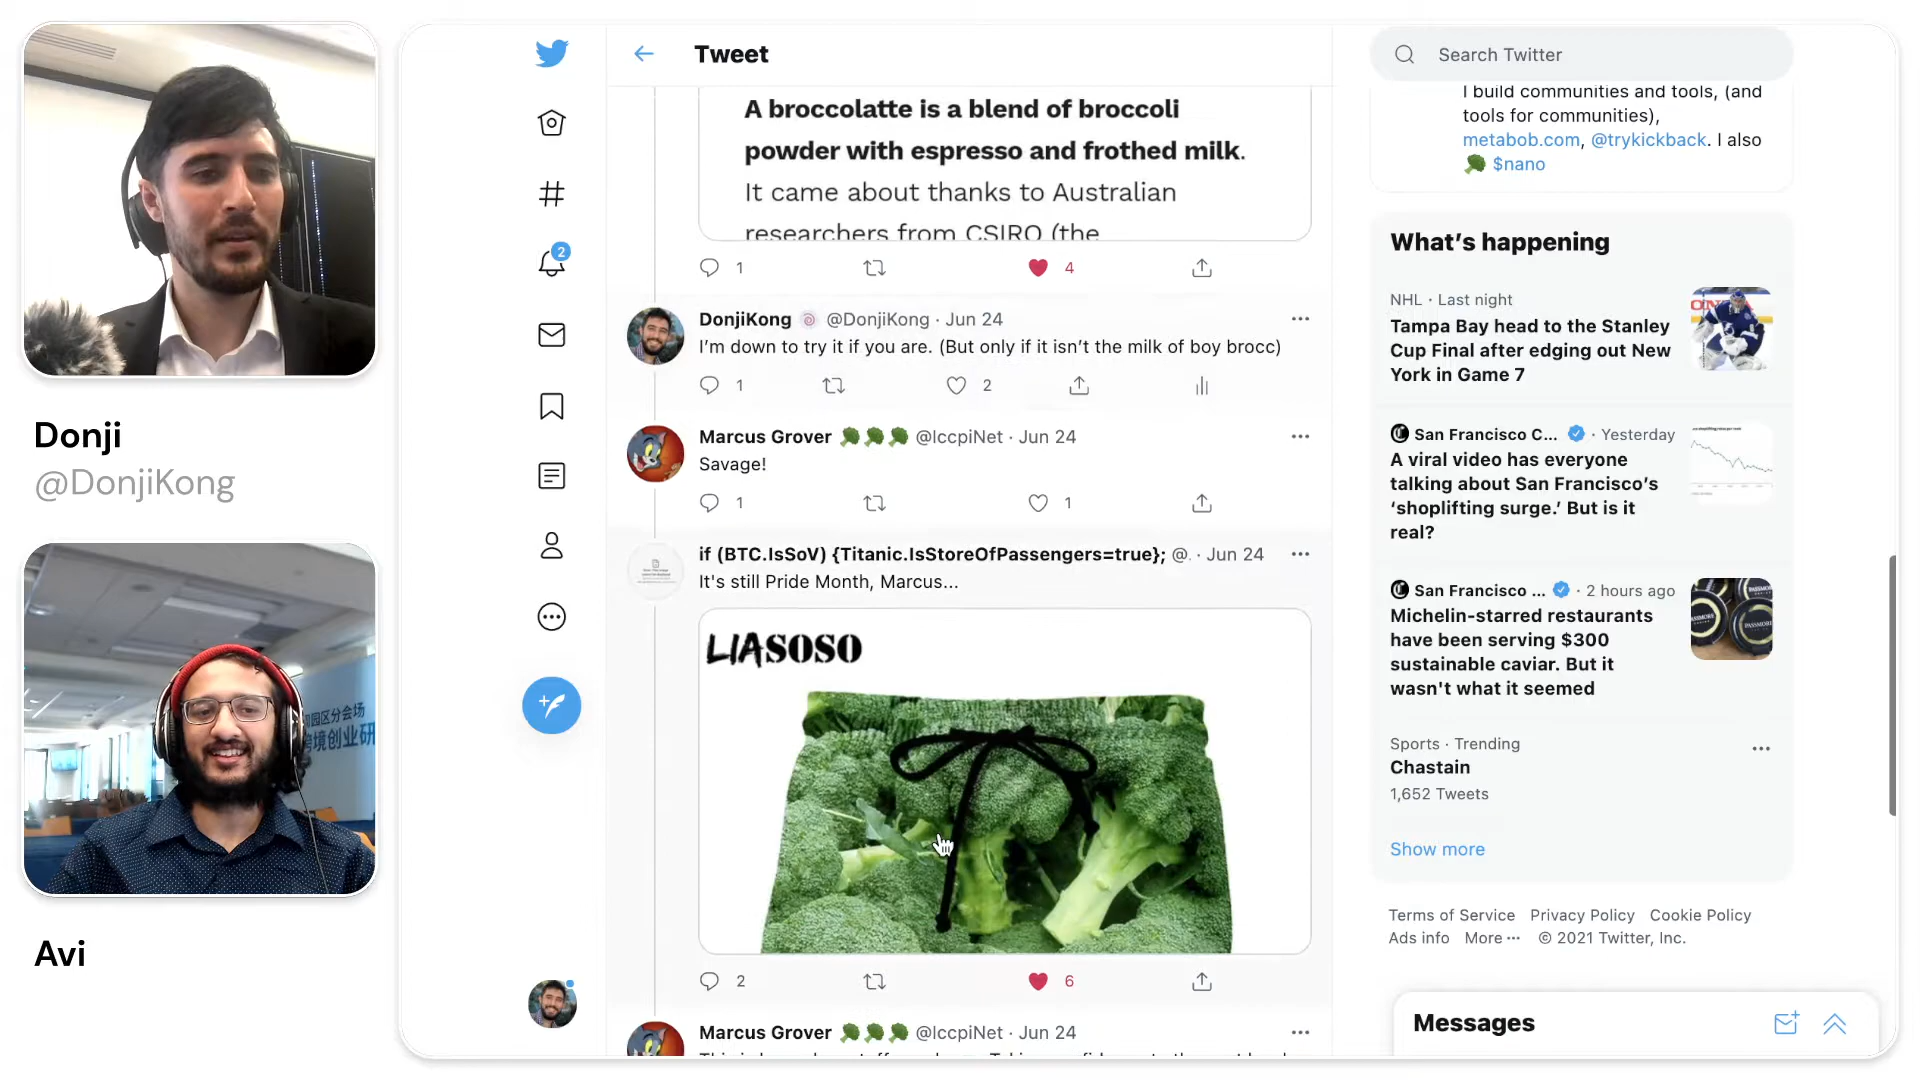 Donji
@DonjiKong
Avi
Tweet
A broccolatte is a blend of broccoli
powder with espresso and frothed milk.
It came about thanks to Australian
researchers from CSIRO (the
1
4
DonjiKong @DonjiKong · Jun 24
I'm down to try it if you are. (But only if it isn't the milk of boy brocc)
1
2
Marcus Grover 🥦🥦🥦 @IccpiNet · Jun 24
Savage!
1
1
if (BTC.IsSoV) {Titanic.IsStoreOfPassengers=true}; @. · Jun 24
It's still Pride Month, Marcus...
LIASOSO
2
6
Marcus Grover 🥦🥦🥦 @IccpiNet · Jun 24
2
Search Twitter
I build communities and tools, (and
tools for communities),
metabob.com, @trykickback. I also
🥦 $nano
What's happening
NHL · Last night
Tampa Bay head to the Stanley
Cup Final after edging out New
York in Game 7
San Francisco C... · Yesterday
A viral video has everyone
talking about San Francisco's
'shoplifting surge.' But is it
real?
San Francisco ... · 2 hours ago
Michelin-starred restaurants
have been serving $300
sustainable caviar. But it
wasn't what it seemed
Sports · Trending
Chastain
1,652 Tweets
Show more
Terms of Service Privacy Policy Cookie Policy
Ads info More ··· © 2021 Twitter, Inc.
Messages